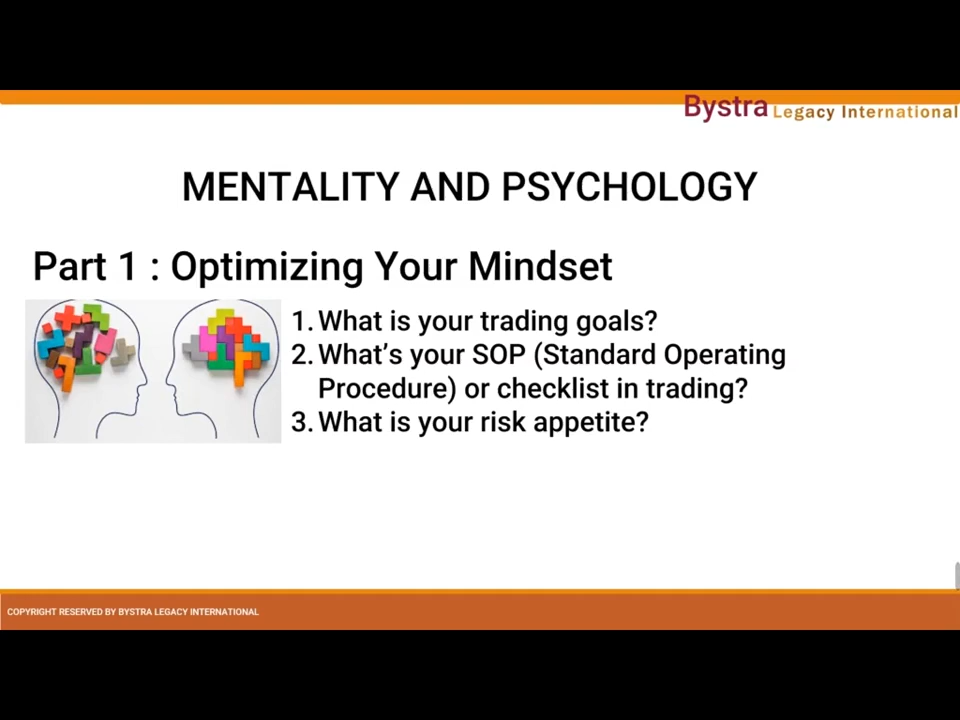 Bystra Legacy International
MENTALITY AND PSYCHOLOGY
Part 1 : Optimizing Your Mindset
1. What is your trading goals?
2. What’s your SOP (Standard Operating
Procedure) or checklist in trading?
3. What is your risk appetite?
COPYRIGHT RESERVED BY BYSTRA LEGACY INTERNATIONAL